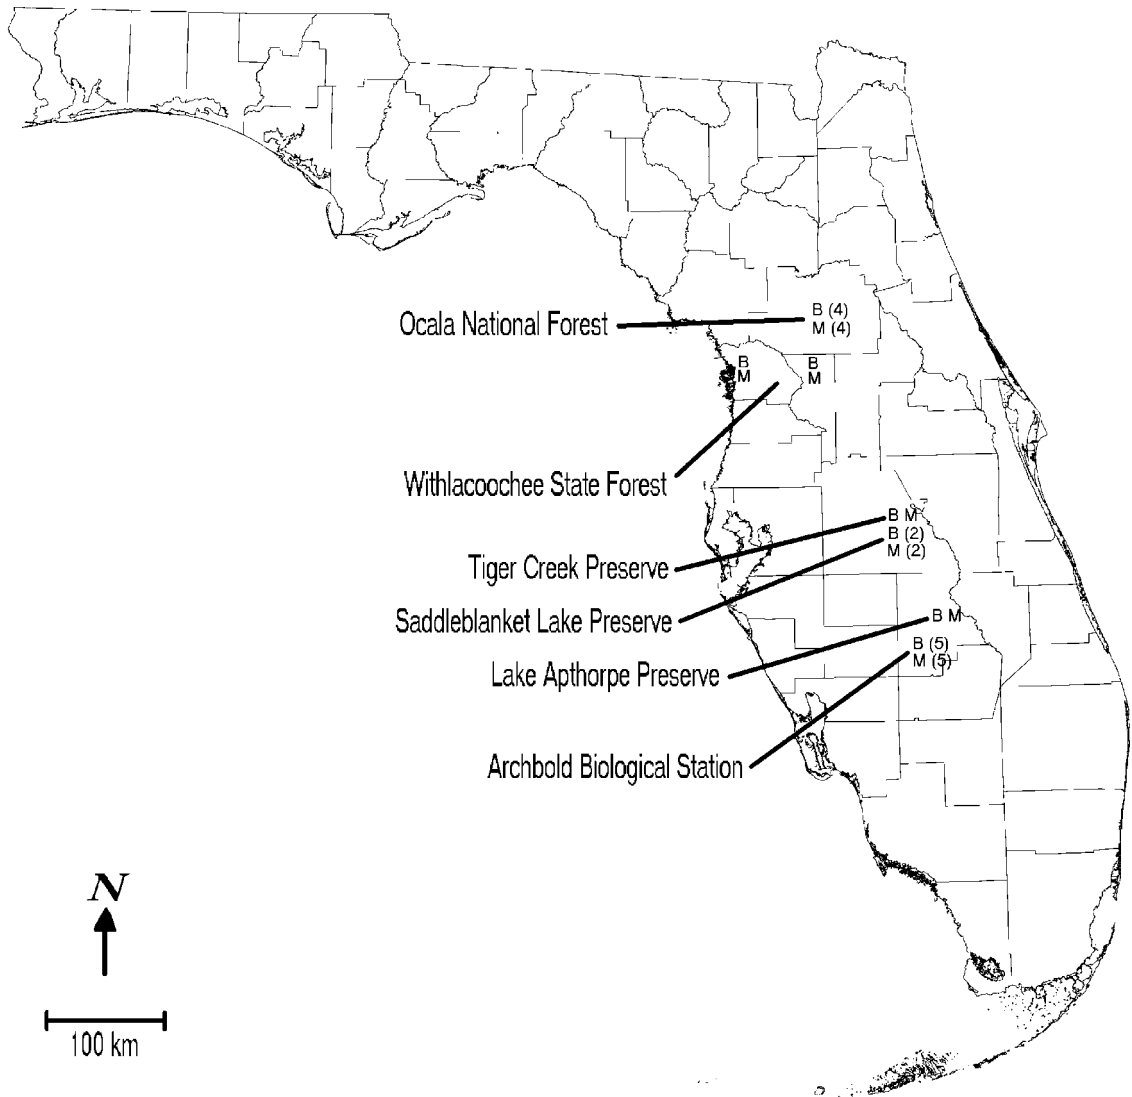 Ocala National Forest
B (4)
M (4)
B
M
B
M
Withlacoochee State Forest
B M
Tiger Creek Preserve
B (2)
M (2)
Saddleblanket Lake Preserve
B M
Lake Apthorpe Preserve
B (5)
M (5)
Archbold Biological Station
N
100 km